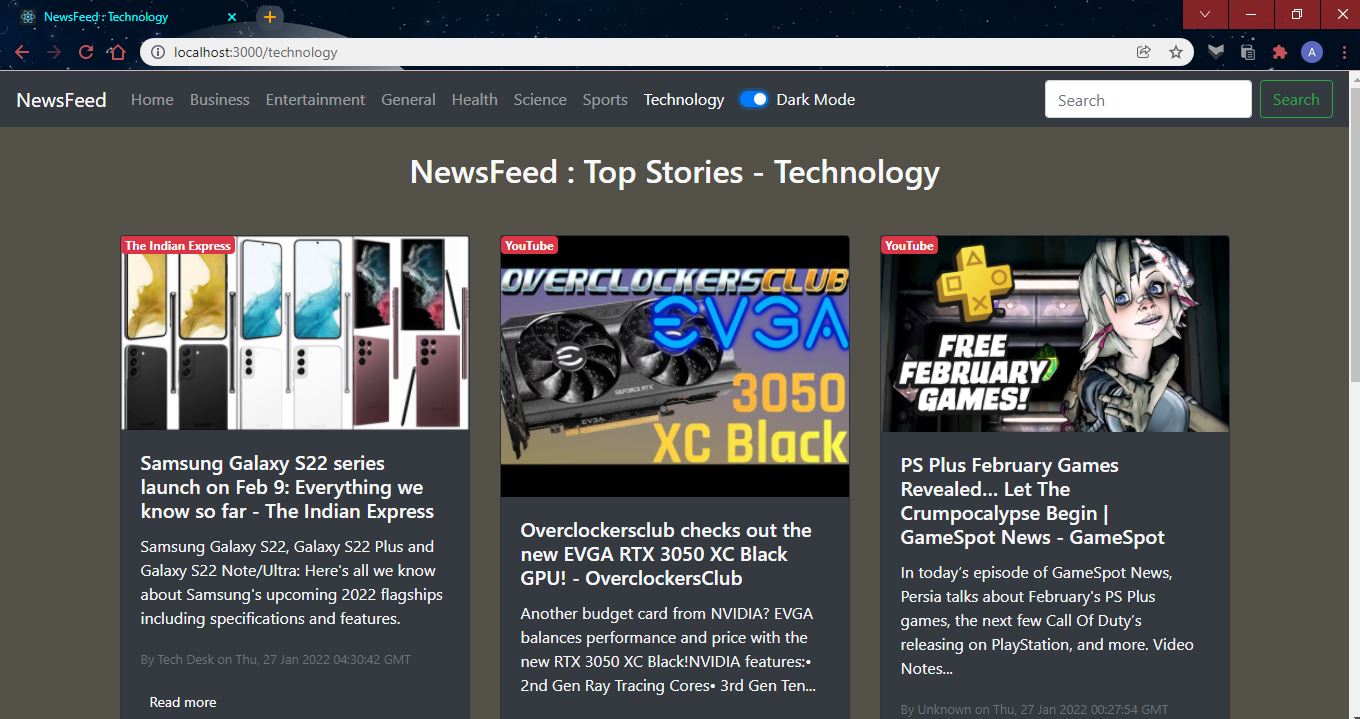 NewsFeed : Technology
localhost:3000/technology
A
NewsFeed Home Business Entertainment General Health Science Sports Technology Dark Mode Search Search
NewsFeed : Top Stories - Technology
The Indian Express
Samsung Galaxy S22 series
launch on Feb 9: Everything we
know so far - The Indian Express
Samsung Galaxy S22, Galaxy S22 Plus and
Galaxy S22 Note/Ultra: Here's all we know
about Samsung's upcoming 2022 flagships
including specifications and features.
By Tech Desk on Thu, 27 Jan 2022 04:30:42 GMT
Read more
YouTube
OVERCLOCKERSCLUB
EVGA
GEFORCE RTX
EVGA
3050
XC Black
Overclockersclub checks out the
new EVGA RTX 3050 XC Black
GPU! - OverclockersClub
Another budget card from NVIDIA? EVGA
balances performance and price with the
new RTX 3050 XC Black!NVIDIA features:•
2nd Gen Ray Tracing Cores• 3rd Gen Ten...
YouTube
FREE
FEBRUARY
GAMES!
PS Plus February Games
Revealed... Let The
Crumpocalypse Begin |
GameSpot News - GameSpot
In today’s episode of GameSpot News,
Persia talks about February's PS Plus
games, the next few Call Of Duty’s
releasing on PlayStation, and more. Video
Notes...
By Unknown on Thu, 27 Jan 2022 00:27:54 GMT